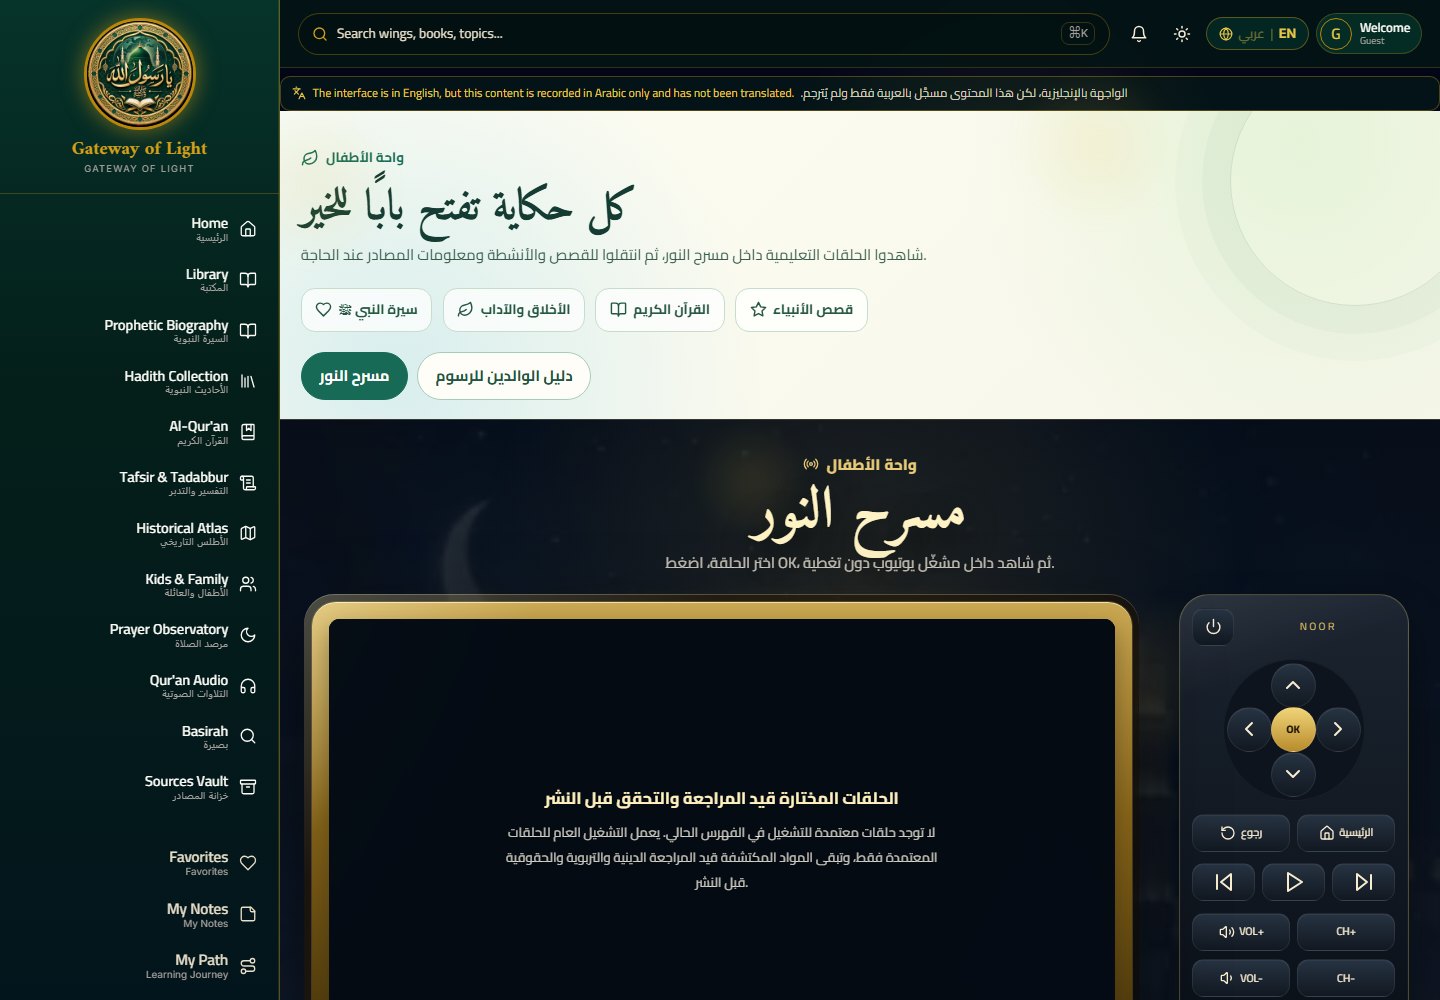 يا رسول الله
Gateway of Light
GATEWAY OF LIGHT
Home
الرئيسية
Library
المكتبة
Prophetic Biography
السيرة النبوية
Hadith Collection
الأحاديث النبوية
Al-Qur'an
القرآن الكريم
Tafsir & Tadabbur
التفسير والتدبر
Historical Atlas
الأطلس التاريخي
Kids & Family
الأطفال والعائلة
Prayer Observatory
مرصد الصلاة
Qur'an Audio
التلاوات الصوتية
Basirah
بصيرة
Sources Vault
خزانة المصادر
Favorites
Favorites
My Notes
My Notes
My Path
Learning Journey
Search wings, books, topics...
⌘K
عربي | EN
G
Welcome
Guest
The interface is in English, but this content is recorded in Arabic only and has not been translated. الواجهة بالإنجليزية، لكن هذا المحتوى مسجَّل بالعربية فقط ولم يُترجم.
واحة الأطفال
كل حكاية تفتح بابًا للخير
شاهدوا الحلقات التعليمية داخل مسرح النور، ثم انتقلوا للقصص والأنشطة ومعلومات المصادر عند الحاجة.
سيرة النبي ﷺ
الأخلاق والآداب
القرآن الكريم
قصص الأنبياء
مسرح النور
دليل الوالدين للرسوم
واحة الأطفال
مسرح النور
اختر الحلقة، اضغط OK، ثم شاهد داخل مشغّل يوتيوب دون تغطية.
الحلقات المختارة قيد المراجعة والتحقق قبل النشر
لا توجد حلقات معتمدة للتشغيل في الفهرس الحالي. يعمل التشغيل العام للحلقات
المعتمدة فقط، وتبقى المواد المكتشفة قيد المراجعة الدينية والتربوية والحقوقية
قبل النشر.
NOOR
OK
رجوع
الرئيسية
VOL+
CH+
VOL-
CH-